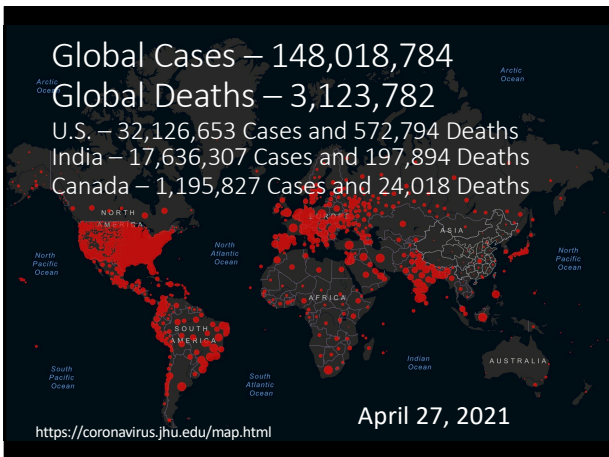 Global Cases – 148,018,784
Global Deaths – 3,123,782
U.S. – 32,126,653 Cases and 572,794 Deaths
India – 17,636,307 Cases and 197,894 Deaths
Canada – 1,195,827 Cases and 24,018 Deaths
Arctic
Ocean
Arctic
Ocean
NORTH
AMERICA
EUROPE
ASIA
North
Pacific
Ocean
North
Atlantic
Ocean
North
Pacific
Ocean
AFRICA
SOUTH
AMERICA
Indian
Ocean
AUSTRALIA
South
Pacific
Ocean
South
Atlantic
Ocean
April 27, 2021
https://coronavirus.jhu.edu/map.html